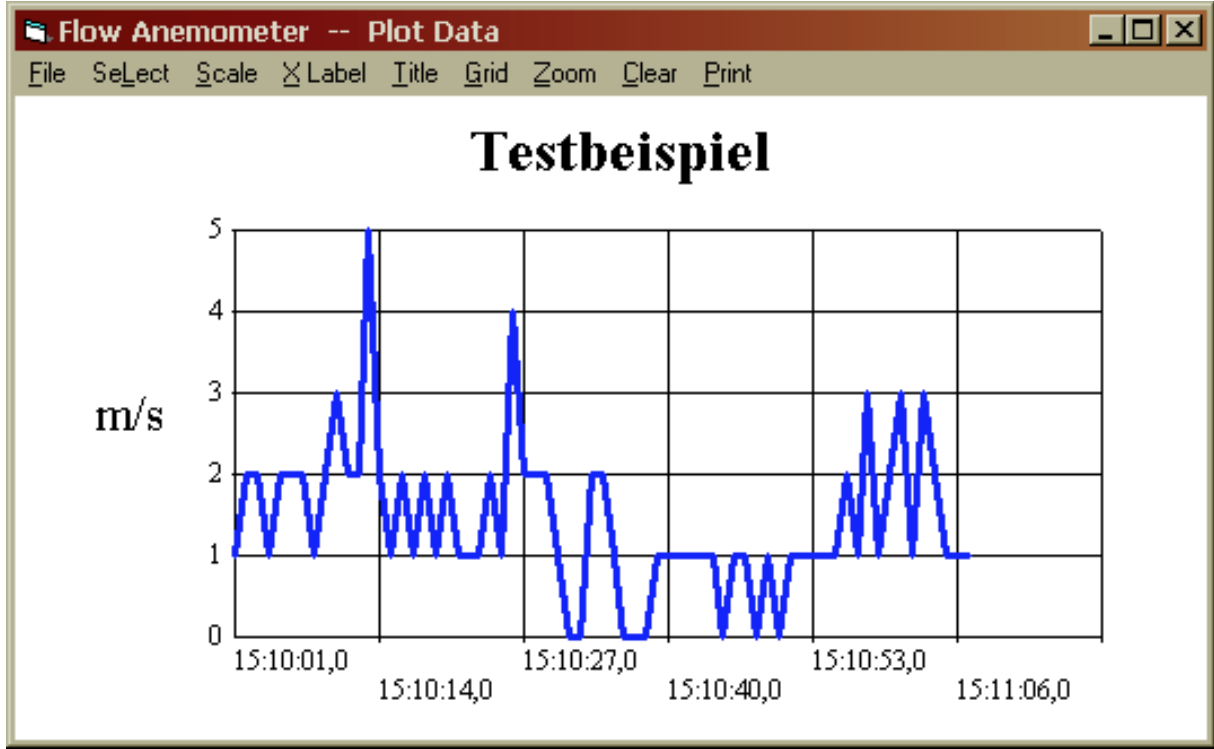 Flow Anemometer -- Plot Data
File SeLect Scale X Label Title Grid Zoom Clear Print
Testbeispiel
5
4
3
m/s
2
1
0
15:10:01,0 15:10:27,0 15:10:53,0
15:10:14,0 15:10:40,0 15:11:06,0